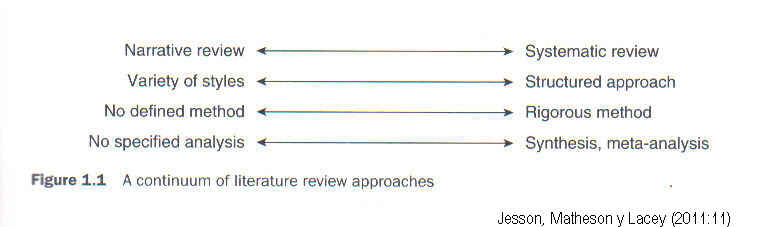 Narrative review Systematic review
Variety of styles Structured approach
No defined method Rigorous method
No specified analysis Synthesis, meta-analysis
Figure 1.1 A continuum of literature review approaches
Jesson, Matheson y Lacey (2011:11)